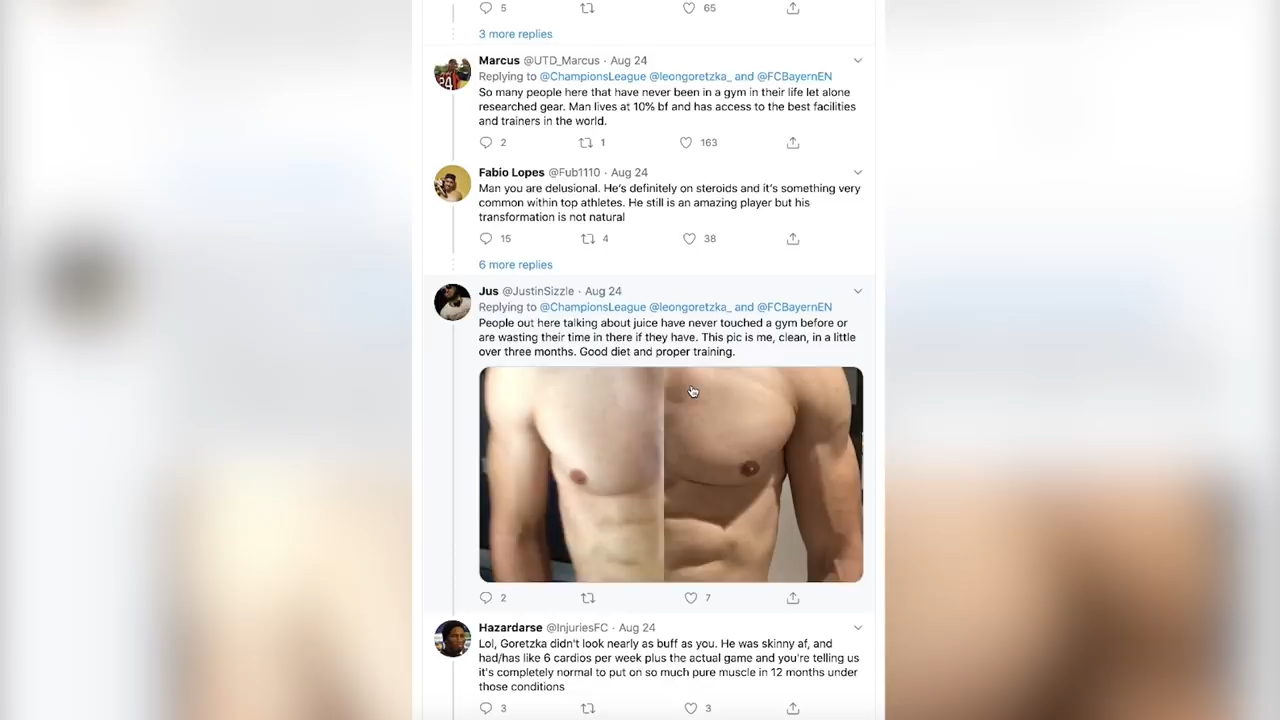 5 65
3 more replies
Marcus @UTD_Marcus · Aug 24
Replying to @ChampionsLeague @leongoretzka_ and @FCBayernEN
So many people here that have never been in a gym in their life let alone
researched gear. Man lives at 10% bf and has access to the best facilities
and trainers in the world.
2 1 163
Fabio Lopes @Fub1110 · Aug 24
Man you are delusional. He's definitely on steroids and it's something very
common within top athletes. He still is an amazing player but his
transformation is not natural
15 4 38
6 more replies
Jus @JustinSizzle · Aug 24
Replying to @ChampionsLeague @leongoretzka_ and @FCBayernEN
People out here talking about juice have never touched a gym before or
are wasting their time in there if they have. This pic is me, clean, in a little
over three months. Good diet and proper training.
2 7
Hazardarse @InjuriesFC · Aug 24
Lol, Goretzka didn't look nearly as buff as you. He was skinny af, and
had/has like 6 cardios per week plus the actual game and you're telling us
it's completely normal to put on so much pure muscle in 12 months under
those conditions
3 3